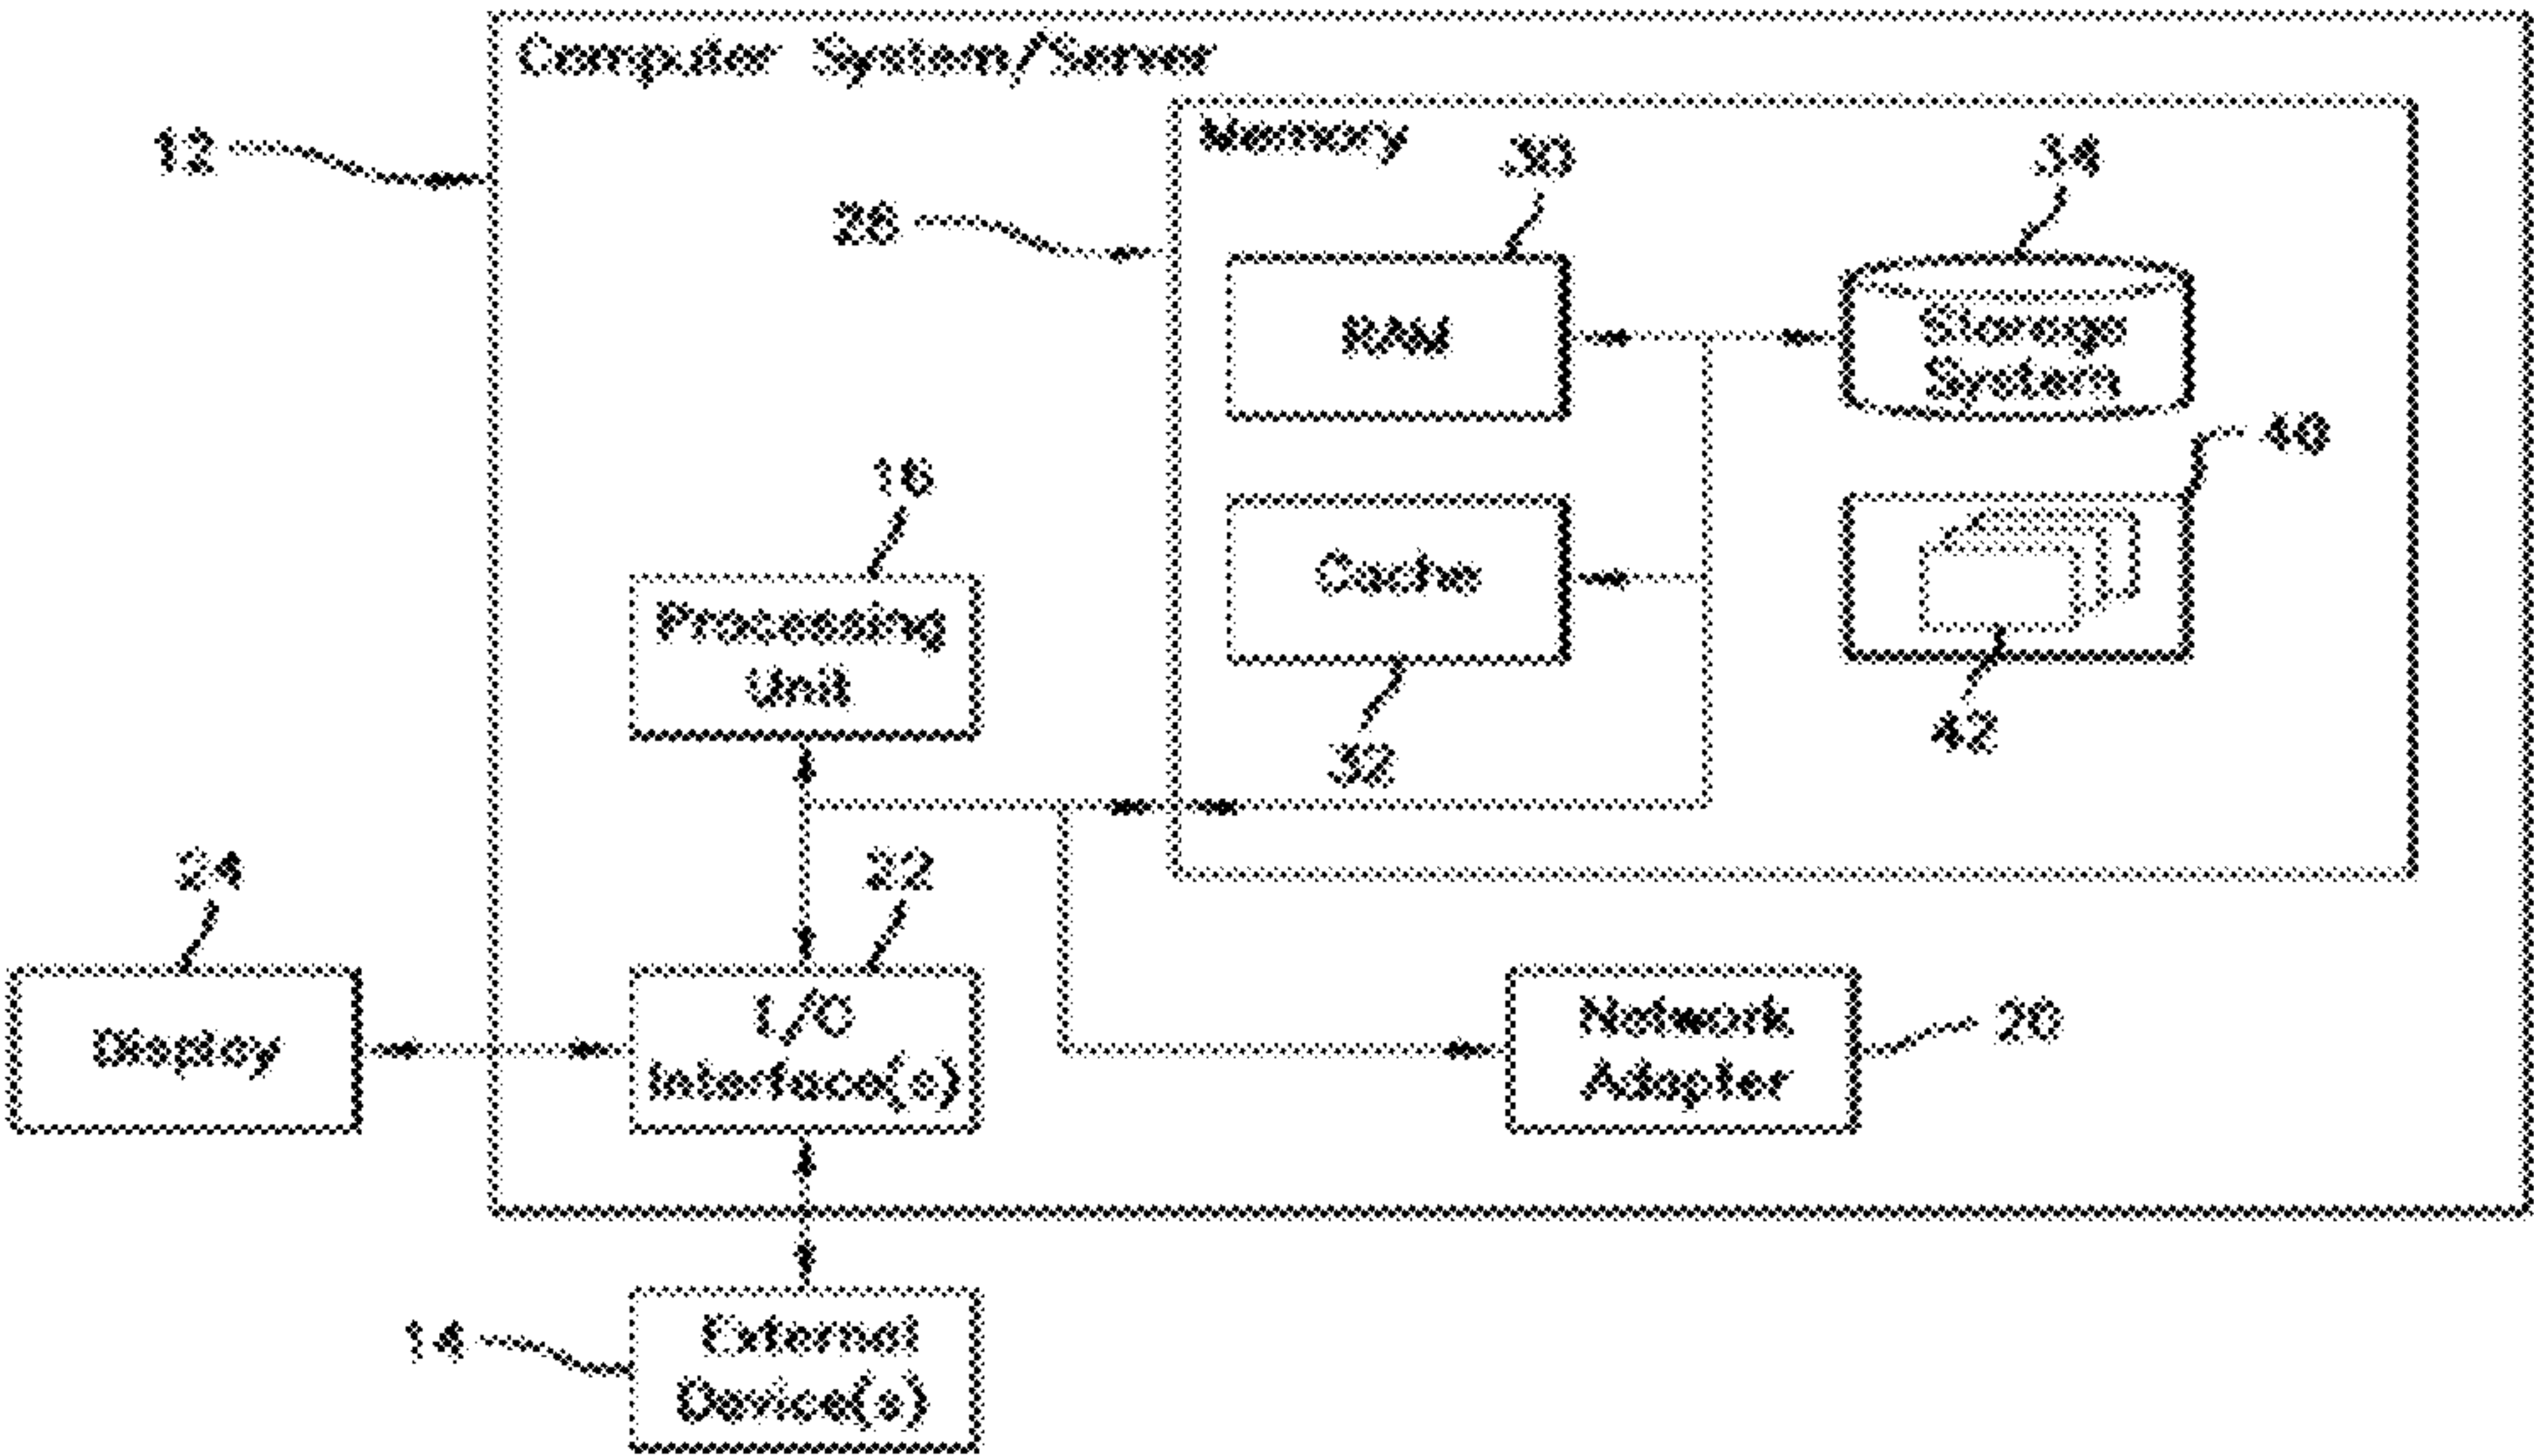 Computer System/Server
12
Memory
30
34
28
RAM
Storage
System
40
16
Cache
Processing
Unit
42
32
24
22
Display
I/O
Interface(s)
Network
Adapter
20
14
External
Device(s)